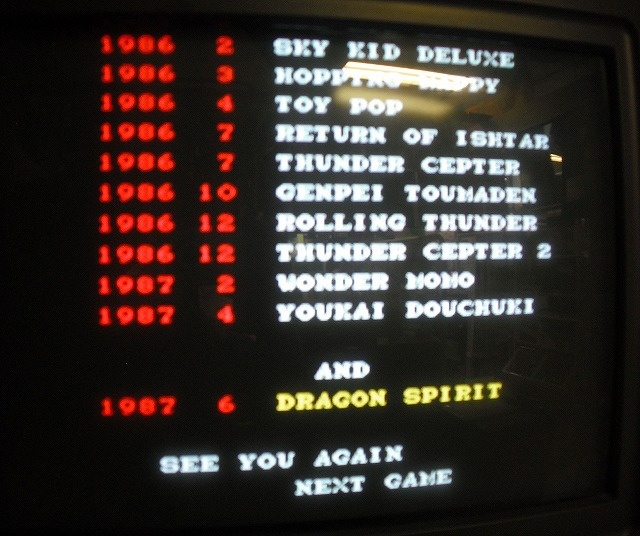 1986 2 SKY KID DELUXE
1986 3 HOPPING MAPPY
1986 4 TOY POP
1986 7 RETURN OF ISHTAR
1986 7 THUNDER CEPTER
1986 10 GENPEI TOUMADEN
1986 12 ROLLING THUNDER
1986 12 THUNDER CEPTER 2
1987 2 WONDER MOMO
1987 4 YOUKAI DOUCHUKI
AND
1987 6 DRAGON SPIRIT
SEE YOU AGAIN
NEXT GAME